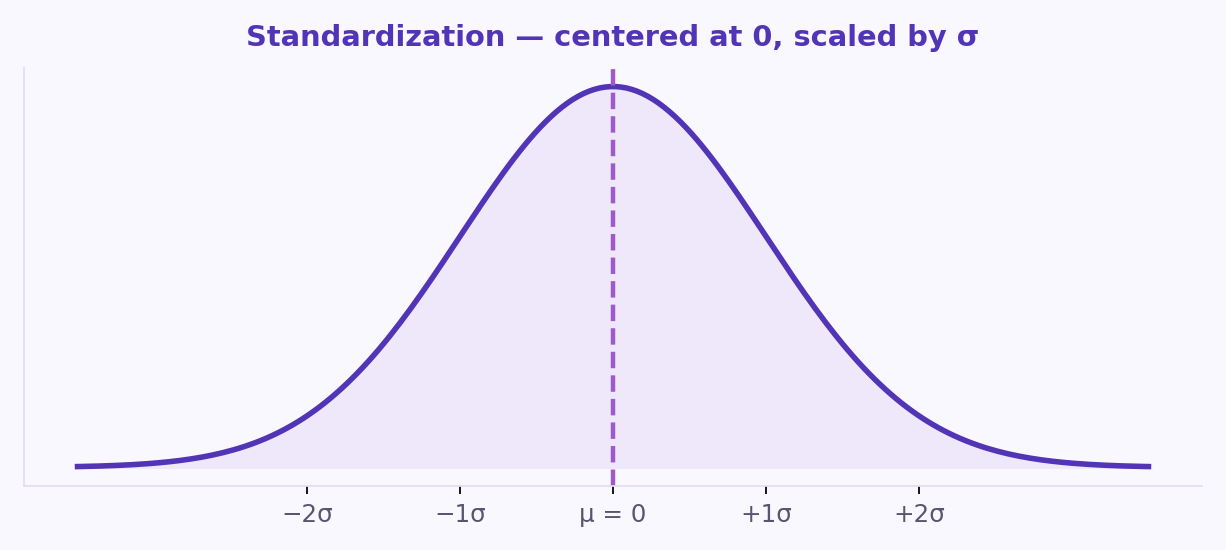 Standardization — centered at 0, scaled by σ
−2σ −1σ μ = 0 +1σ +2σ